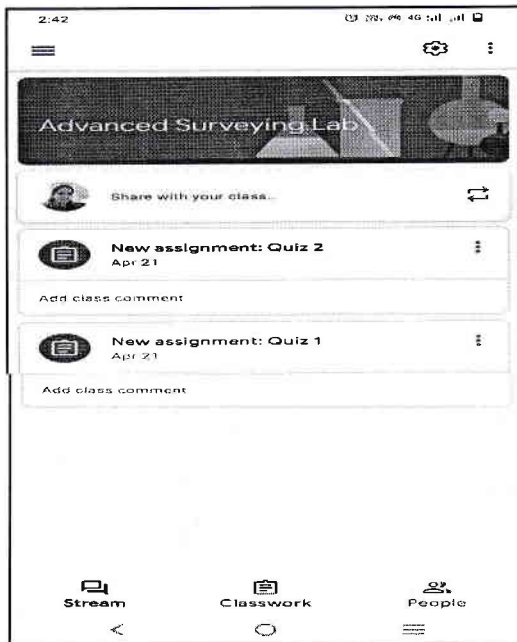 2:42
4G
Advanced Surveying Lab
Share with your class...
New assignment: Quiz 2
Apr 21
Add class comment
New assignment: Quiz 1
Apr 21
Add class comment
Stream Classwork People